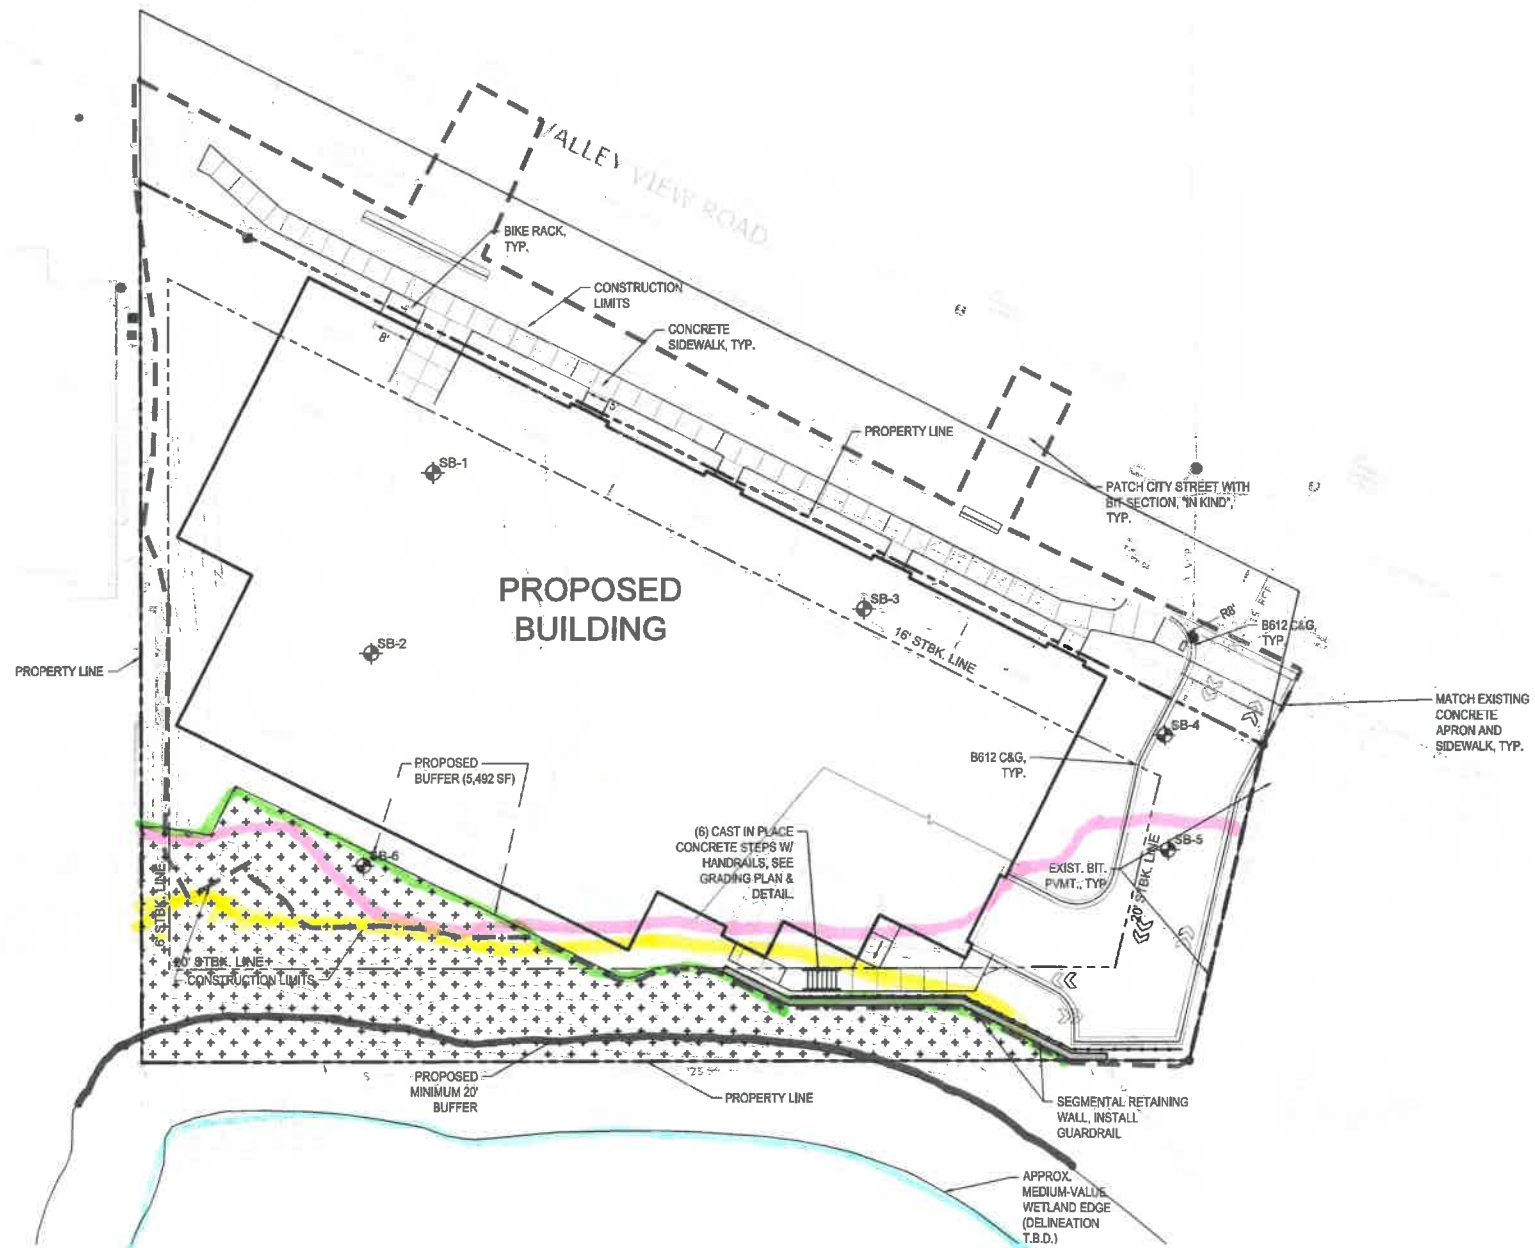 VALLEY VIEW ROAD
BIKE RACK,
TYP.
CONSTRUCTION
LIMITS
8'
CONCRETE
SIDEWALK, TYP.
5'
PROPERTY LINE
SB-1
PATCH CITY STREET WITH
BIT SECTION, "IN KIND",
TYP.
PROPOSED
BUILDING
SB-3
R8'
B612 C&G,
TYP.
16' STBK. LINE
SB-2
PROPERTY LINE
MATCH EXISTING
CONCRETE
APRON AND
SIDEWALK, TYP.
SB-4
B612 C&G,
TYP.
PROPOSED
BUFFER (5,492 SF)
(6) CAST IN PLACE
CONCRETE STEPS W/
HANDRAILS, SEE
GRADING PLAN &
DETAIL.
SB-5
SB-6
EXIST. BIT.
PVMT., TYP
20' STBK. LINE
STBK. LINE
STBK. LINE
CONSTRUCTION LIMITS
PROPOSED
MINIMUM 20'
BUFFER
PROPERTY LINE
SEGMENTAL RETAINING
WALL, INSTALL
GUARDRAIL
APPROX.
MEDIUM-VALUE
WETLAND EDGE
(DELINEATION
T.B.D.)